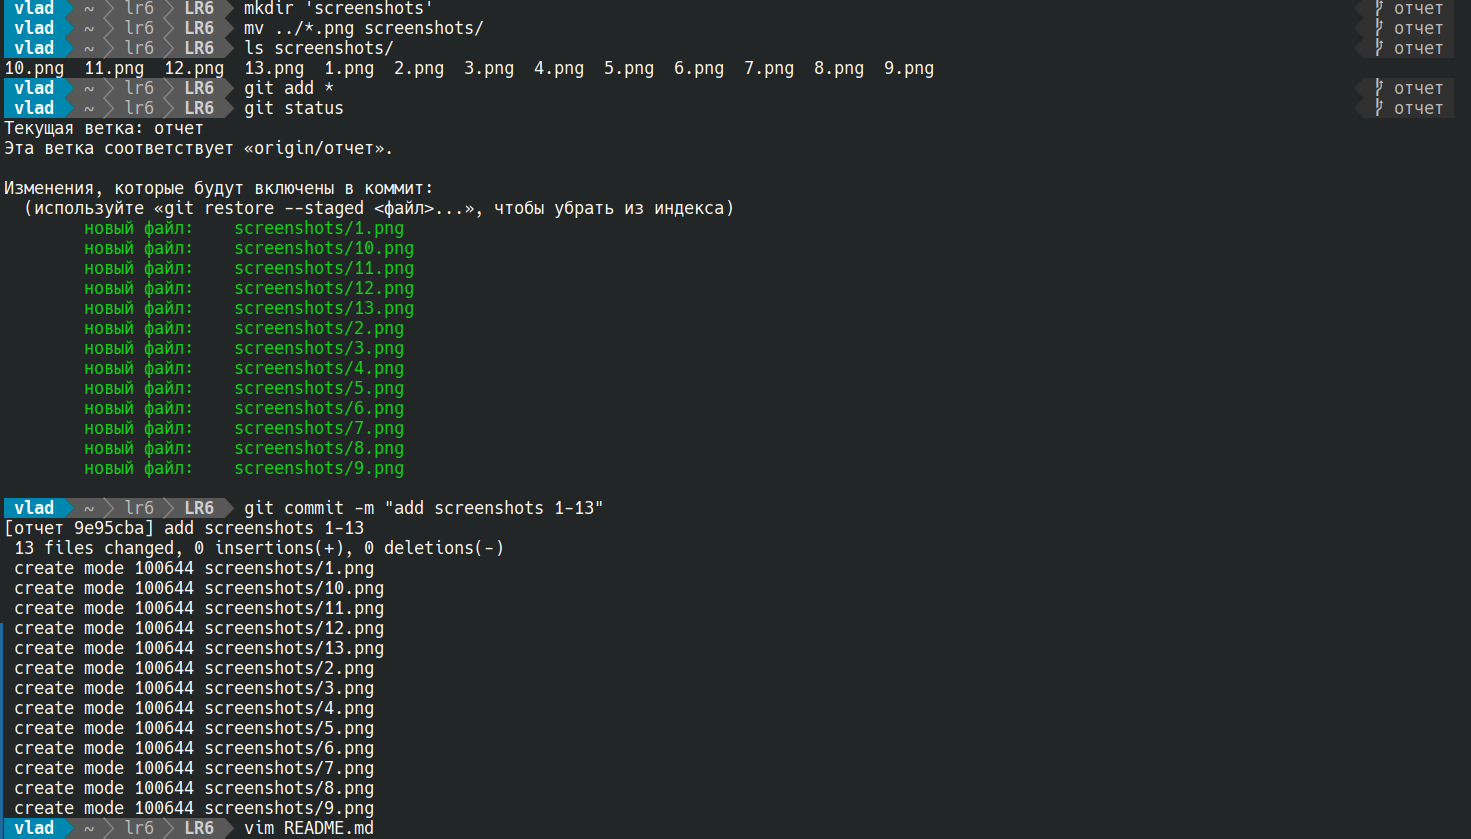 vlad ~ lr6 LR6 mkdir 'screenshots' отчет
vlad ~ lr6 LR6 mv ../*.png screenshots/ отчет
vlad ~ lr6 LR6 ls screenshots/ отчет
10.png 11.png 12.png 13.png 1.png 2.png 3.png 4.png 5.png 6.png 7.png 8.png 9.png
vlad ~ lr6 LR6 git add * отчет
vlad ~ lr6 LR6 git status отчет
Текущая ветка: отчет
Эта ветка соответствует «origin/отчет».
Изменения, которые будут включены в коммит:
(используйте «git restore --staged <файл>...», чтобы убрать из индекса)
новый файл: screenshots/1.png
новый файл: screenshots/10.png
новый файл: screenshots/11.png
новый файл: screenshots/12.png
новый файл: screenshots/13.png
новый файл: screenshots/2.png
новый файл: screenshots/3.png
новый файл: screenshots/4.png
новый файл: screenshots/5.png
новый файл: screenshots/6.png
новый файл: screenshots/7.png
новый файл: screenshots/8.png
новый файл: screenshots/9.png
vlad ~ lr6 LR6 git commit -m "add screenshots 1-13"
[отчет 9e95cba] add screenshots 1-13
13 files changed, 0 insertions(+), 0 deletions(-)
create mode 100644 screenshots/1.png
create mode 100644 screenshots/10.png
create mode 100644 screenshots/11.png
create mode 100644 screenshots/12.png
create mode 100644 screenshots/13.png
create mode 100644 screenshots/2.png
create mode 100644 screenshots/3.png
create mode 100644 screenshots/4.png
create mode 100644 screenshots/5.png
create mode 100644 screenshots/6.png
create mode 100644 screenshots/7.png
create mode 100644 screenshots/8.png
create mode 100644 screenshots/9.png
vlad ~ lr6 LR6 vim README.md